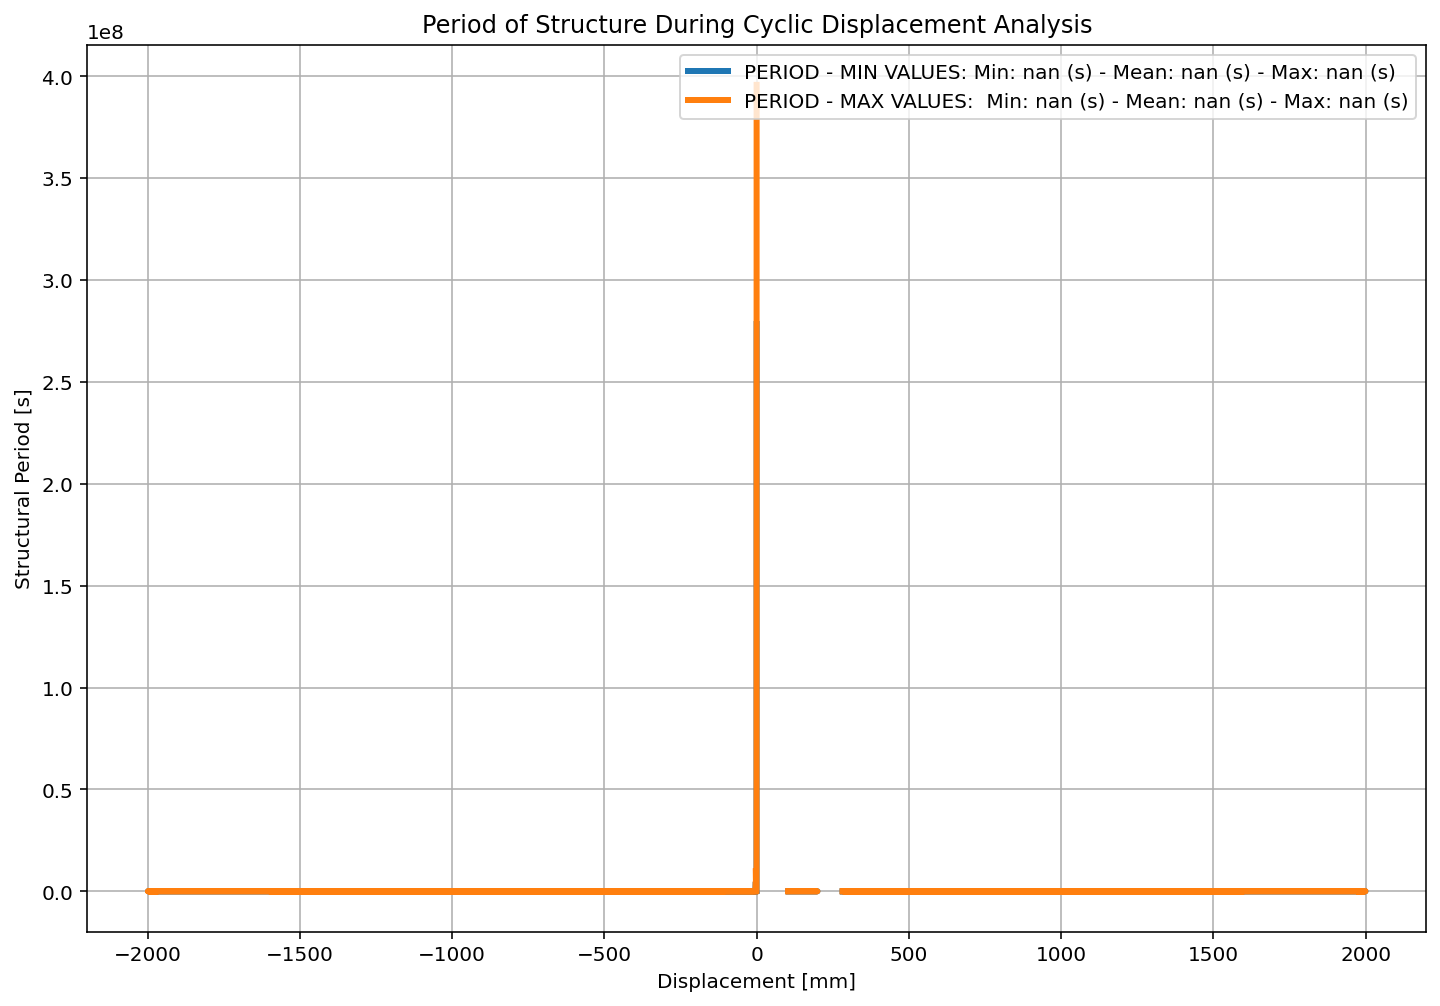 Period of Structure During Cyclic Displacement Analysis
1e8
PERIOD - MIN VALUES: Min: nan (s) - Mean: nan (s) - Max: nan (s)
PERIOD - MAX VALUES:  Min: nan (s) - Mean: nan (s) - Max: nan (s)
4.0
3.5
3.0
2.5
2.0
1.5
1.0
0.5
0.0
Structural Period [s]
−2000 −1500 −1000 −500 0 500 1000 1500 2000
Displacement [mm]